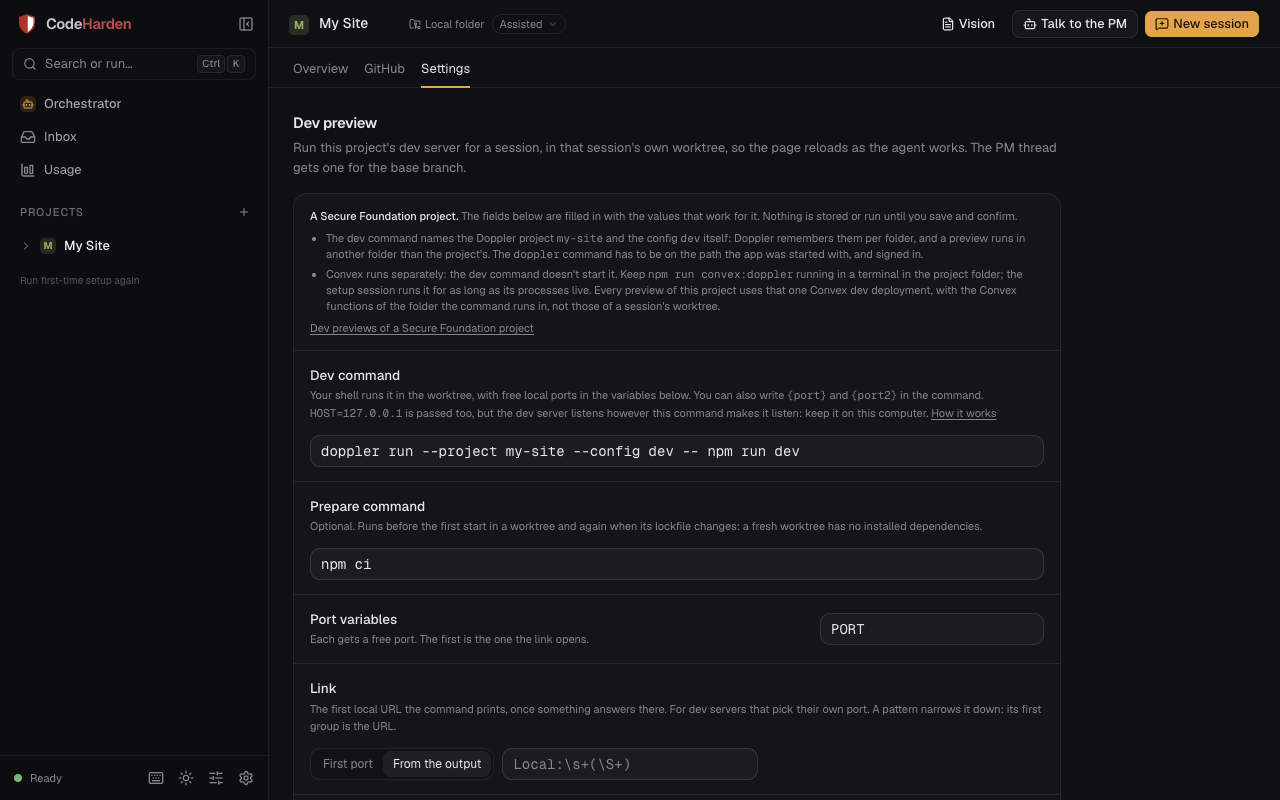 CodeHarden
Search or run... Ctrl K
Orchestrator
Inbox
Usage
PROJECTS +
M My Site
Run first-time setup again
Ready
M My Site Local folder Assisted Vision Talk to the PM New session
Overview GitHub Settings
Dev preview
Run this project's dev server for a session, in that session's own worktree, so the page reloads as the agent works. The PM thread
gets one for the base branch.
A Secure Foundation project. The fields below are filled in with the values that work for it. Nothing is stored or run until you save and confirm.
• The dev command names the Doppler project my-site and the config dev itself: Doppler remembers them per folder, and a preview runs in
another folder than the project's. The doppler command has to be on the path the app was started with, and signed in.
• Convex runs separately: the dev command doesn't start it. Keep npm run convex:doppler running in a terminal in the project folder; the
setup session runs it for as long as its processes live. Every preview of this project uses that one Convex dev deployment, with the Convex
functions of the folder the command runs in, not those of a session's worktree.
Dev previews of a Secure Foundation project
Dev command
Your shell runs it in the worktree, with free local ports in the variables below. You can also write {port} and {port2} in the command.
HOST=127.0.0.1 is passed too, but the dev server listens however this command makes it listen: keep it on this computer. How it works
doppler run --project my-site --config dev -- npm run dev
Prepare command
Optional. Runs before the first start in a worktree and again when its lockfile changes: a fresh worktree has no installed dependencies.
npm ci
Port variables
Each gets a free port. The first is the one the link opens.
PORT
Link
The first local URL the command prints, once something answers there. For dev servers that pick their own port. A pattern narrows it down: its first
group is the URL.
First port From the output Local:\s+(\S+)